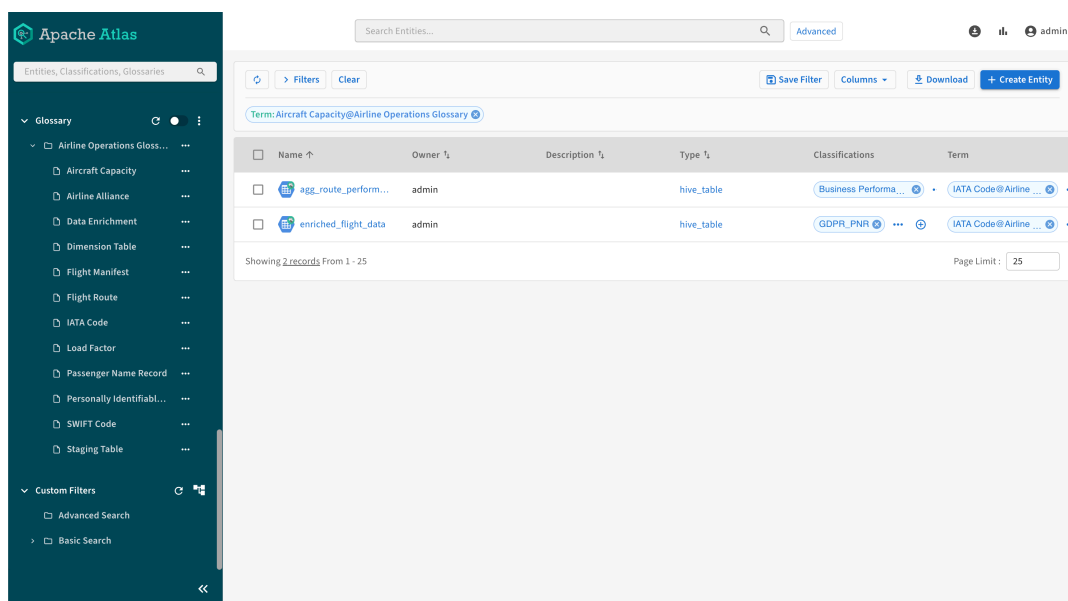 Apache Atlas
Search Entities...
Advanced
admin
Entities, Classifications, Glossaries
Filters
Clear
Save Filter
Columns
Download
Create Entity
Term: Aircraft Capacity@Airline Operations Glossary
Glossary
Airline Operations Gloss...
Aircraft Capacity
Airline Alliance
Data Enrichment
Dimension Table
Flight Manifest
Flight Route
IATA Code
Load Factor
Passenger Name Record
Personally Identifiabl...
SWIFT Code
Staging Table
Custom Filters
Advanced Search
Basic Search
Name Owner Description Type Classifications Term
agg_route_perform... admin hive_table Business Performa... IATA Code@Airline ...
enriched_flight_data admin hive_table GDPR_PNR IATA Code@Airline ...
Showing 2 records From 1 - 25
Page Limit : 25